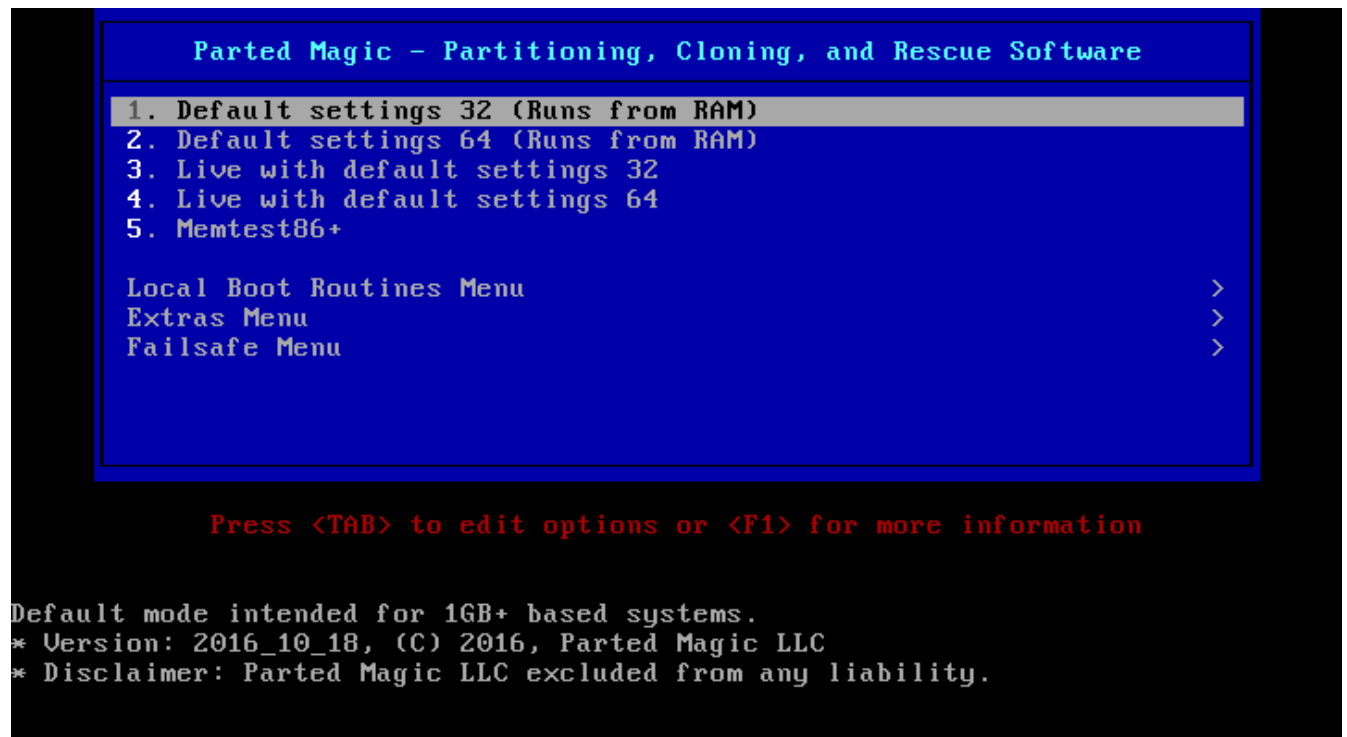 Parted Magic - Partitioning, Cloning, and Rescue Software
1. Default settings 32 (Runs from RAM)
2. Default settings 64 (Runs from RAM)
3. Live with default settings 32
4. Live with default settings 64
5. Memtest86+
Local Boot Routines Menu >
Extras Menu >
Failsafe Menu >
Press <TAB> to edit options or <F1> for more information
Default mode intended for 1GB+ based systems.
* Version: 2016_10_18, (C) 2016, Parted Magic LLC
* Disclaimer: Parted Magic LLC excluded from any liability.